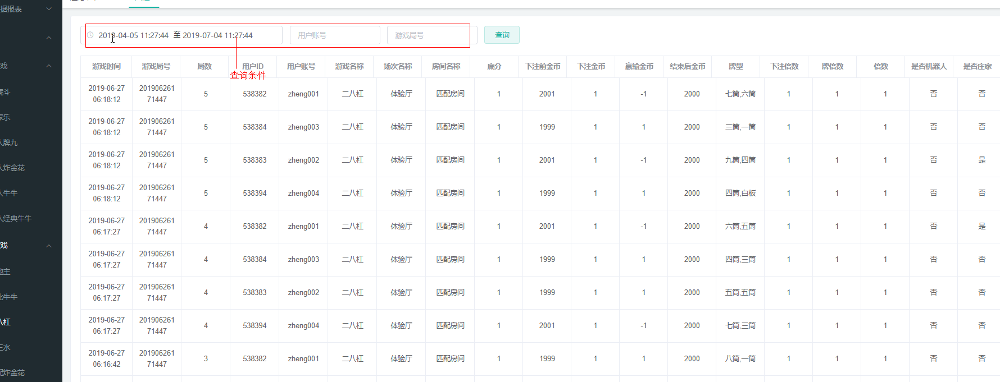 据报表
2019-04-05 11:27:44 至 2019-07-04 11:27:44 用户账号 游戏局号 查询
查询条件
游戏时间 游戏局号 局数 用户ID 用户账号 游戏名称 场次名称 房间名称 底分 下注前金币 下注金币 赢输金币 结束后金币 牌型 下注倍数 牌倍数 倍数 是否机器人 是否庄家
2019-06-27 06:18:12 20190626171447 5 538382 zheng001 二八杠 体验厅 匹配房间 1 2001 1 -1 2000 七筒,六筒 1 1 1 否 否
2019-06-27 06:18:12 20190626171447 5 538384 zheng003 二八杠 体验厅 匹配房间 1 1999 1 1 2000 三筒,一筒 1 1 1 否 否
2019-06-27 06:18:12 20190626171447 5 538383 zheng002 二八杠 体验厅 匹配房间 1 2001 1 -1 2000 九筒,四筒 1 1 1 否 是
2019-06-27 06:18:12 20190626171447 5 538394 zheng004 二八杠 体验厅 匹配房间 1 1999 1 1 2000 四筒,白板 1 1 1 否 否
2019-06-27 06:17:27 20190626171447 4 538382 zheng001 二八杠 体验厅 匹配房间 1 2001 1 -1 2000 六筒,五筒 1 1 1 否 是
2019-06-27 06:17:27 20190626171447 4 538384 zheng003 二八杠 体验厅 匹配房间 1 1999 1 1 2000 四筒,三筒 1 1 1 否 否
2019-06-27 06:17:27 20190626171447 4 538383 zheng002 二八杠 体验厅 匹配房间 1 1999 1 1 2000 五筒,五筒 1 1 1 否 否
2019-06-27 06:17:27 20190626171447 4 538394 zheng004 二八杠 体验厅 匹配房间 1 2001 1 -1 2000 七筒,三筒 1 1 1 否 否
2019-06-27 06:16:42 20190626171447 3 538382 zheng001 二八杠 体验厅 匹配房间 1 1999 1 1 2000 八筒,一筒 1 1 1 否 否
戏
斗
乐
牌九
炸金花
牛牛
经典牛牛
戏
主
牛牛
杠
水
炸金花